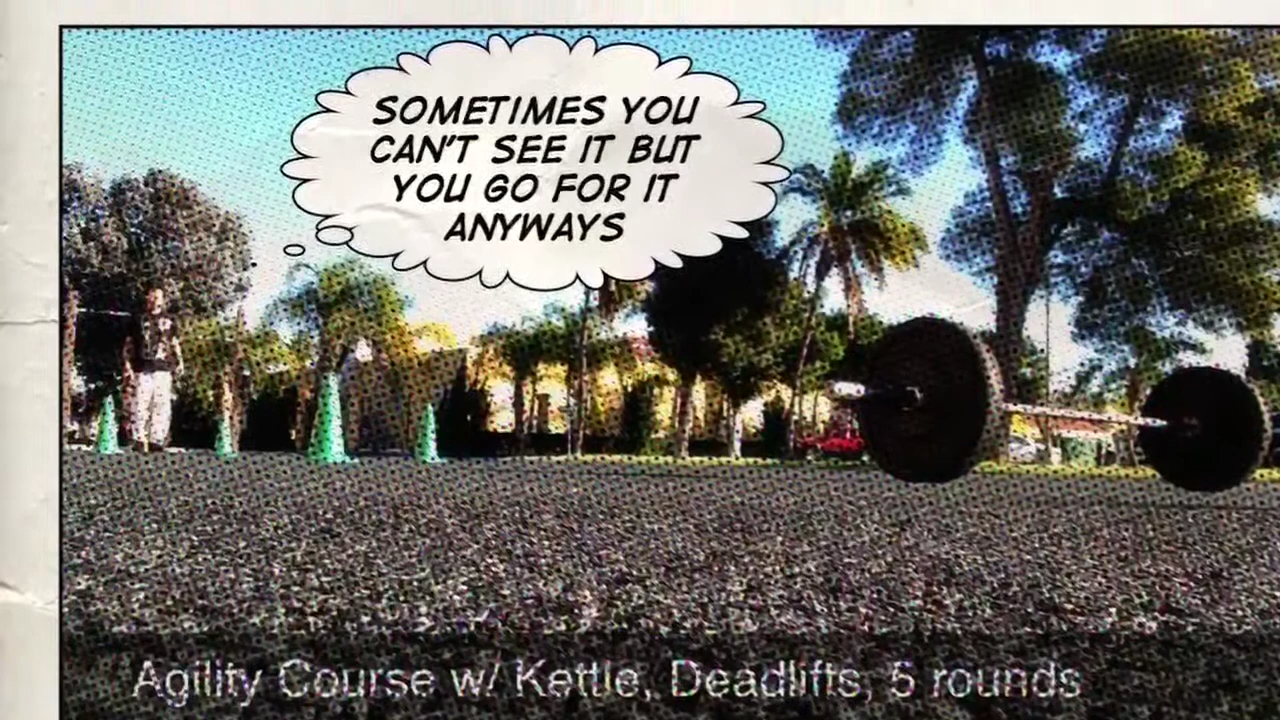 SOMETIMES YOU
CAN'T SEE IT BUT
YOU GO FOR IT
ANYWAYS
Agility Course w/ Kettle, Deadlifts, 5 rounds